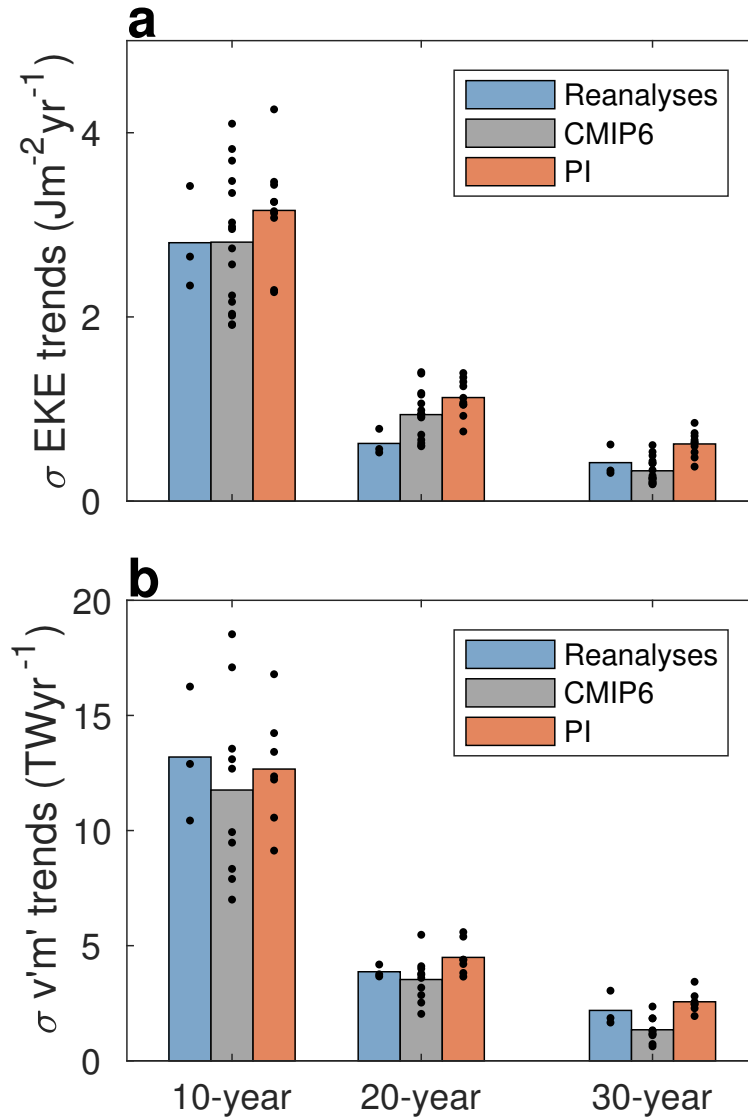 a
σ EKE trends (Jm⁻²yr⁻¹)
4
2
0
Reanalyses
CMIP6
PI
b
σ v'm' trends (TWyr⁻¹)
20
15
10
5
0
Reanalyses
CMIP6
PI
10-year 20-year 30-year